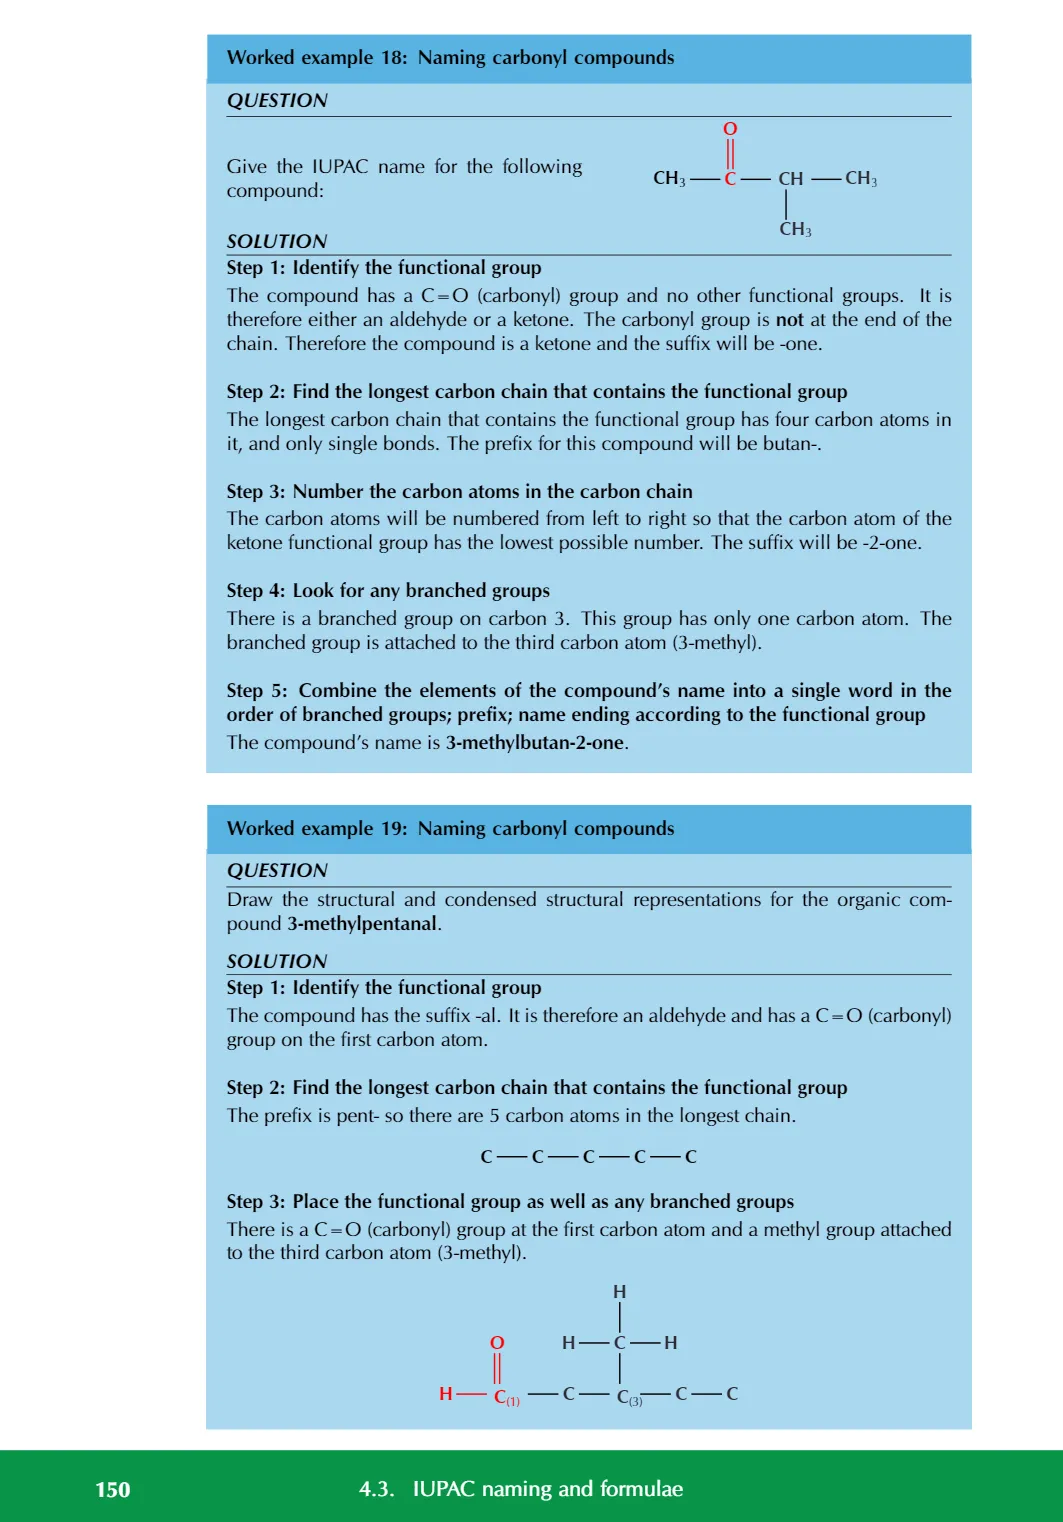 Worked example 18: Naming carbonyl compounds
QUESTION
Give the IUPAC name for the following
compound:
O
CH3 C CH CH3
CH3
SOLUTION
Step 1: Identify the functional group
The compound has a C=O (carbonyl) group and no other functional groups. It is
therefore either an aldehyde or a ketone. The carbonyl group is not at the end of the
chain. Therefore the compound is a ketone and the suffix will be -one.
Step 2: Find the longest carbon chain that contains the functional group
The longest carbon chain that contains the functional group has four carbon atoms in
it, and only single bonds. The prefix for this compound will be butan-.
Step 3: Number the carbon atoms in the carbon chain
The carbon atoms will be numbered from left to right so that the carbon atom of the
ketone functional group has the lowest possible number. The suffix will be -2-one.
Step 4: Look for any branched groups
There is a branched group on carbon 3. This group has only one carbon atom. The
branched group is attached to the third carbon atom (3-methyl).
Step 5: Combine the elements of the compound's name into a single word in the
order of branched groups; prefix; name ending according to the functional group
The compound's name is 3-methylbutan-2-one.
Worked example 19: Naming carbonyl compounds
QUESTION
Draw the structural and condensed structural representations for the organic com-
pound 3-methylpentanal.
SOLUTION
Step 1: Identify the functional group
The compound has the suffix -al. It is therefore an aldehyde and has a C=O (carbonyl)
group on the first carbon atom.
Step 2: Find the longest carbon chain that contains the functional group
The prefix is pent- so there are 5 carbon atoms in the longest chain.
C C C C C
Step 3: Place the functional group as well as any branched groups
There is a C=O (carbonyl) group at the first carbon atom and a methyl group attached
to the third carbon atom (3-methyl).
H
O H C H
H C(1) C C(3) C C
150 4.3. IUPAC naming and formulae